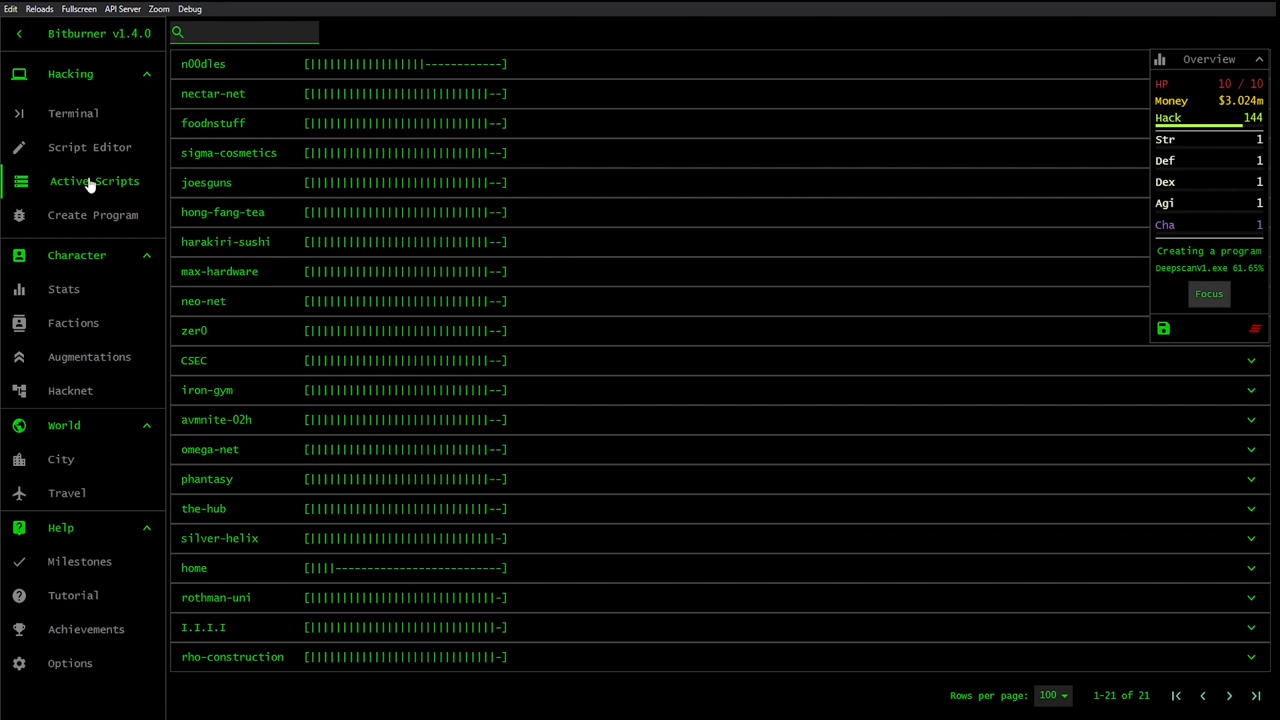 Edit Reloads Fullscreen API Server Zoom Debug
Bitburner v1.4.0
Hacking
Terminal
Script Editor
Active Scripts
Create Program
Character
Stats
Factions
Augmentations
Hacknet
World
City
Travel
Help
Milestones
Tutorial
Achievements
Options
n00dles [||||||||||||||||||------------]
nectar-net [||||||||||||||||||||||||||||--]
foodnstuff [||||||||||||||||||||||||||||--]
sigma-cosmetics [||||||||||||||||||||||||||||--]
joesguns [||||||||||||||||||||||||||||--]
hong-fang-tea [||||||||||||||||||||||||||||--]
harakiri-sushi [||||||||||||||||||||||||||||--]
max-hardware [||||||||||||||||||||||||||||--]
neo-net [||||||||||||||||||||||||||||--]
zer0 [||||||||||||||||||||||||||||--]
CSEC [||||||||||||||||||||||||||||--]
iron-gym [||||||||||||||||||||||||||||--]
avmnite-02h [||||||||||||||||||||||||||||--]
omega-net [||||||||||||||||||||||||||||--]
phantasy [||||||||||||||||||||||||||||--]
the-hub [||||||||||||||||||||||||||||--]
silver-helix [|||||||||||||||||||||||||||||-]
home [||||--------------------------]
rothman-uni [|||||||||||||||||||||||||||||-]
I.I.I.I [|||||||||||||||||||||||||||||-]
rho-construction [|||||||||||||||||||||||||||||-]
Rows per page: 100 1-21 of 21
Overview
HP 10 / 10
Money $3.024m
Hack 144
Str 1
Def 1
Dex 1
Agi 1
Cha 1
Creating a program
DeepscanV1.exe 61.65%
Focus